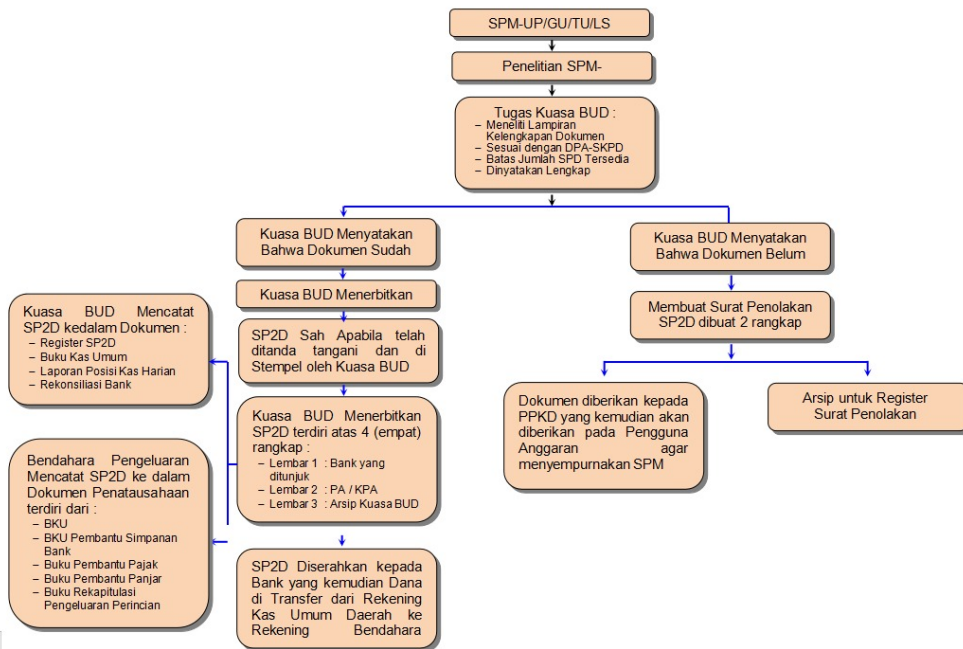 SPM-UP/GU/TU/LS
Penelitian SPM-
Tugas Kuasa BUD :
– Meneliti Lampiran
Kelengkapan Dokumen
– Sesuai dengan DPA-SKPD
– Batas Jumlah SPD Tersedia
– Dinyatakan Lengkap
Kuasa BUD Menyatakan
Bahwa Dokumen Sudah
Kuasa BUD Menerbitkan
SP2D Sah Apabila telah
ditanda tangani dan di
Stempel oleh Kuasa BUD
Kuasa BUD Menerbitkan
SP2D terdiri atas 4 (empat)
rangkap :
– Lembar 1 : Bank yang
ditunjuk
– Lembar 2 : PA / KPA
– Lembar 3 : Arsip Kuasa BUD
SP2D Diserahkan kepada
Bank yang kemudian Dana
di Transfer dari Rekening
Kas Umum Daerah ke
Rekening Bendahara
Kuasa BUD Mencatat
SP2D kedalam Dokumen :
– Register SP2D
– Buku Kas Umum
– Laporan Posisi Kas Harian
– Rekonsiliasi Bank
Bendahara Pengeluaran
Mencatat SP2D ke dalam
Dokumen Penatausahaan
terdiri dari :
– BKU
– BKU Pembantu Simpanan
Bank
– Buku Pembantu Pajak
– Buku Pembantu Panjar
– Buku Rekapitulasi
Pengeluaran Perincian
Kuasa BUD Menyatakan
Bahwa Dokumen Belum
Membuat Surat Penolakan
SP2D dibuat 2 rangkap
Dokumen diberikan kepada
PPKD yang kemudian akan
diberikan pada Pengguna
Anggaran agar
menyempurnakan SPM
Arsip untuk Register
Surat Penolakan